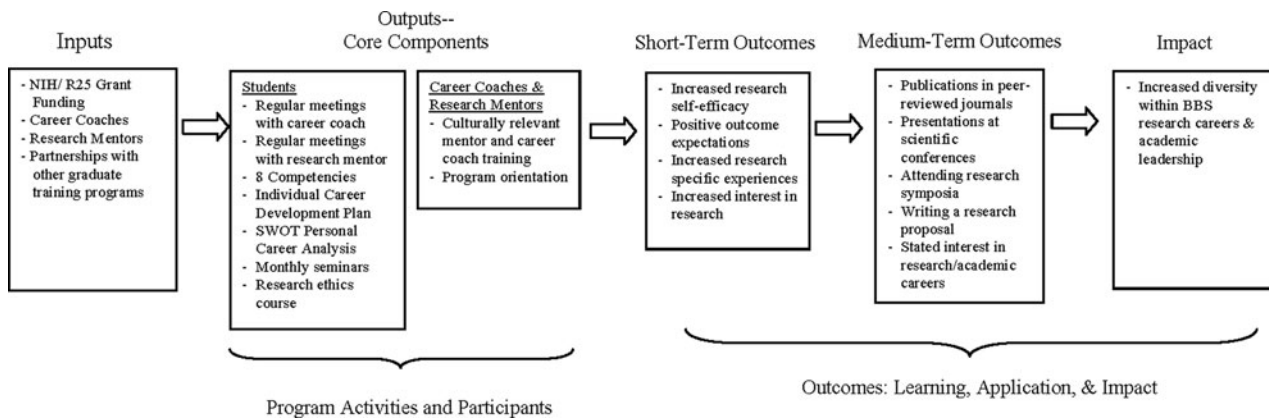 Inputs
- NIH/ R25 Grant
Funding
- Career Coaches
- Research Mentors
- Partnerships with
other graduate
training programs
Outputs--
Core Components
Students
- Regular meetings
with career coach
- Regular meetings
with research mentor
- 8 Competencies
- Individual Career
Development Plan
- SWOT Personal
Career Analysis
- Monthly seminars
- Research ethics
course
Career Coaches &
Research Mentors
- Culturally relevant
mentor and career
coach training
- Program orientation
Short-Term Outcomes
- Increased research
self-efficacy
- Positive outcome
expectations
- Increased research
specific experiences
- Increased interest in
research
Medium-Term Outcomes
- Publications in peer-
reviewed journals
- Presentations at
scientific
conferences
- Attending research
symposia
- Writing a research
proposal
- Stated interest in
research/academic
careers
Impact
- Increased diversity
within BBS
research careers &
academic
leadership
Program Activities and Participants
Outcomes: Learning, Application, & Impact